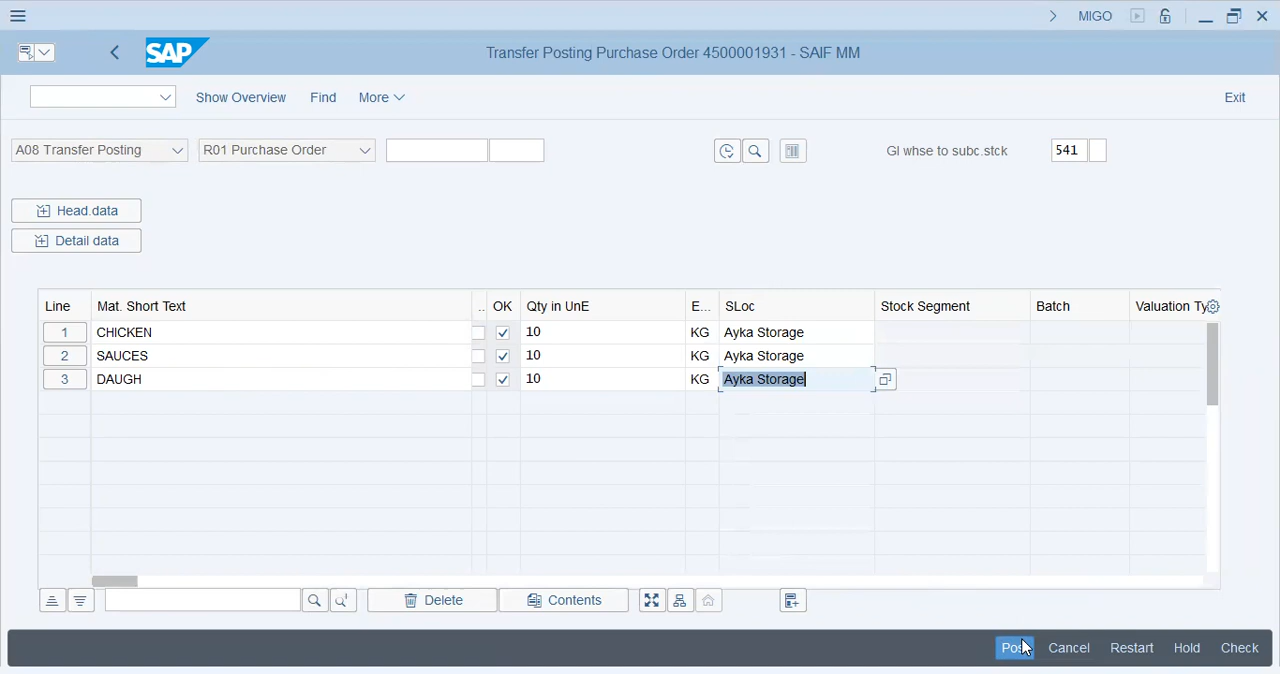 MIGO
SAP
Transfer Posting Purchase Order 4500001931 - SAIF MM
Show Overview Find More Exit
A08 Transfer Posting R01 Purchase Order GI whse to subc.stck 541
Head.data
Detail data
Line Mat. Short Text .. OK Qty in UnE E... SLoc Stock Segment Batch Valuation Ty
1 CHICKEN 10 KG Ayka Storage
2 SAUCES 10 KG Ayka Storage
3 DAUGH 10 KG Ayka Storage
Delete Contents
Cancel Restart Hold Check